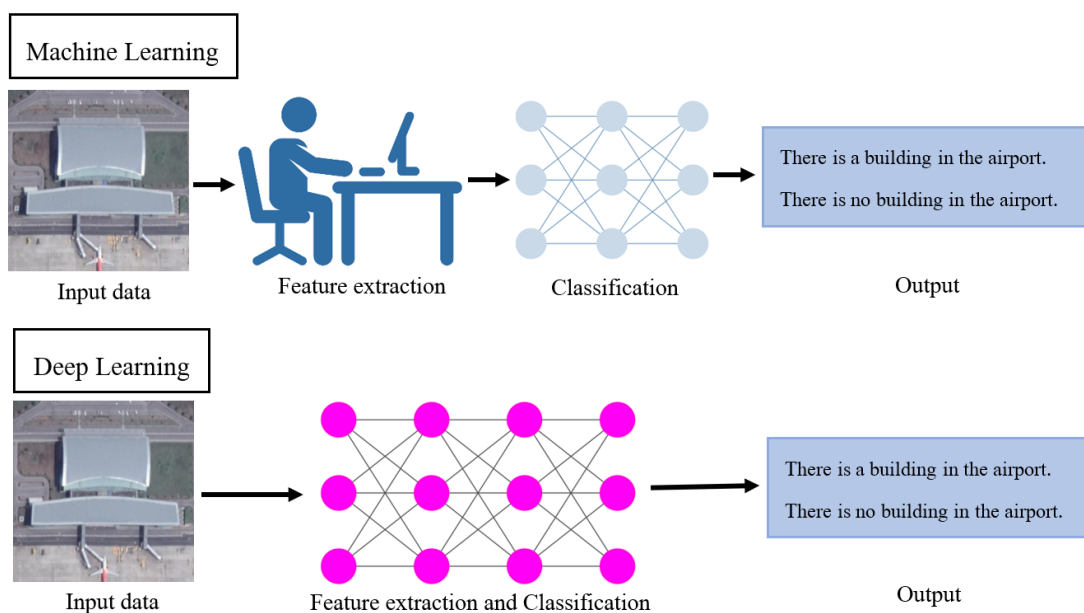 Machine Learning
There is a building in the airport.
There is no building in the airport.
Input data
Feature extraction
Classification
Output
Deep Learning
There is a building in the airport.
There is no building in the airport.
Input data
Feature extraction and Classification
Output